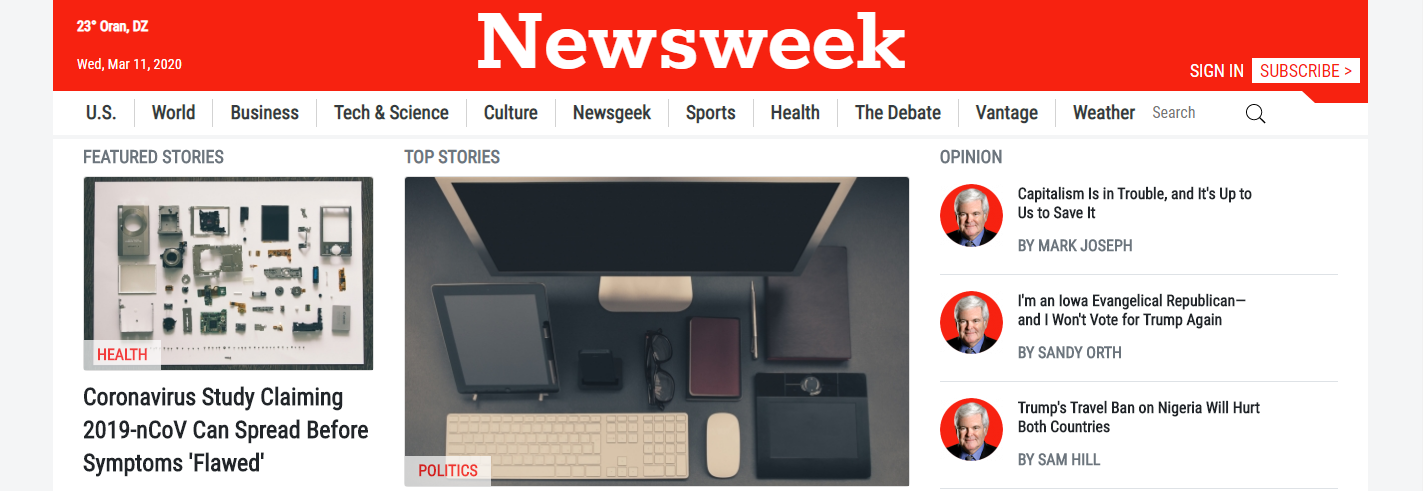 23° Oran, DZ
Newsweek
Wed, Mar 11, 2020
SIGN IN SUBSCRIBE >
U.S. World Business Tech & Science Culture Newsgeek Sports Health The Debate Vantage Weather Search
FEATURED STORIES
HEALTH
Coronavirus Study Claiming
2019-nCoV Can Spread Before
Symptoms 'Flawed'
TOP STORIES
POLITICS
OPINION
Capitalism Is in Trouble, and It's Up to
Us to Save It
BY MARK JOSEPH
I'm an Iowa Evangelical Republican—
and I Won't Vote for Trump Again
BY SANDY ORTH
Trump's Travel Ban on Nigeria Will Hurt
Both Countries
BY SAM HILL